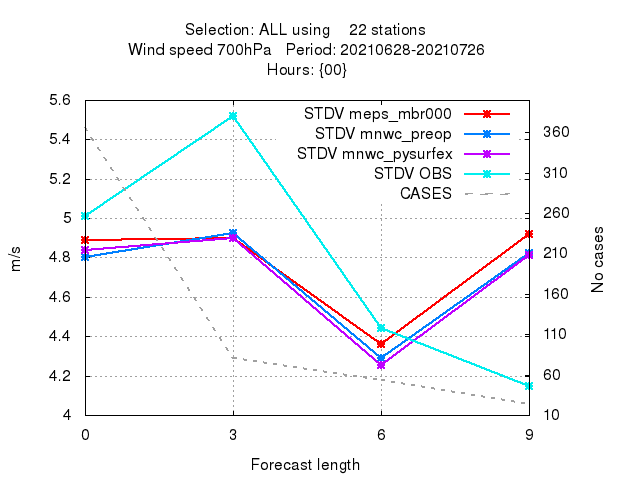 Selection: ALL using 22 stations
Wind speed 700hPa Period: 20210628-20210726
Hours: {00}
STDV meps_mbr000
STDV mnwc_preop
STDV mnwc_pysurfex
STDV OBS
CASES
5.6
5.4
5.2
5
4.8
4.6
4.4
4.2
4
m/s
360
310
260
210
160
110
60
10
No cases
0 3 6 9
Forecast length